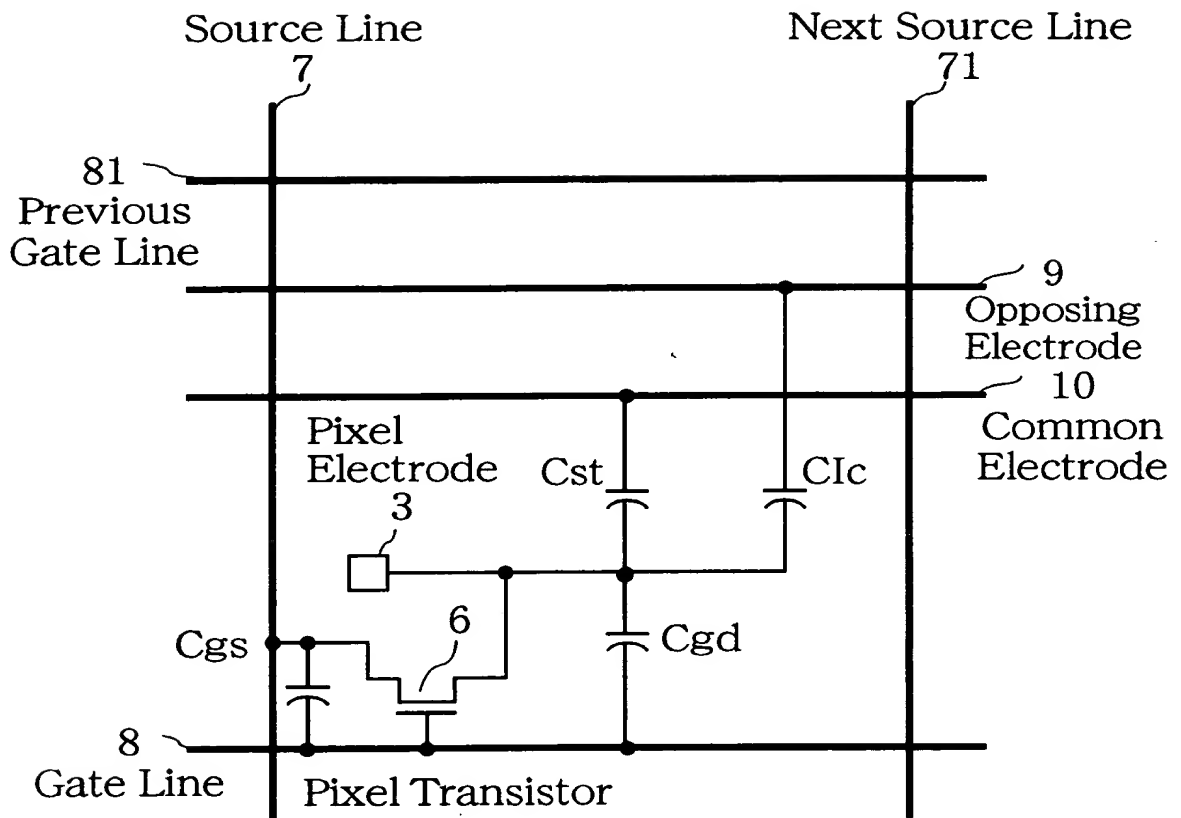 Source Line
7
Next Source Line
71
81
Previous
Gate Line
9
Opposing
Electrode
10
Common
Electrode
Pixel
Electrode
3
Cst
CIc
Cgs
6
Cgd
8
Gate Line
Pixel Transistor